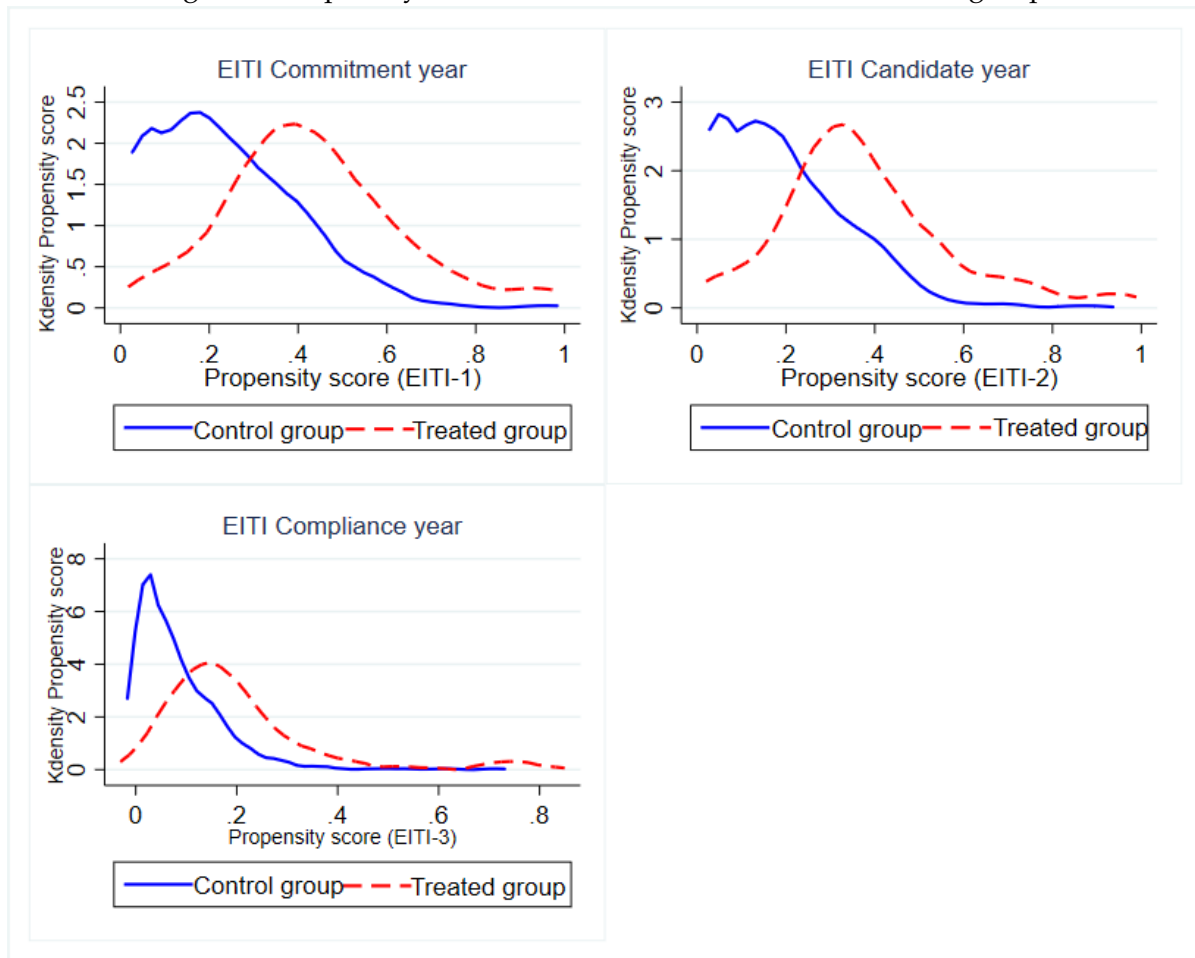 EITI Commitment year
Kdensity Propensity score
0 .5 1 1.5 2 2.5
0 .2 .4 .6 .8 1
Propensity score (EITI-1)
Control group Treated group
EITI Candidate year
Kdensity Propensity score
0 1 2 3
0 .2 .4 .6 .8 1
Propensity score (EITI-2)
Control group Treated group
EITI Compliance year
Kdensity Propensity score
0 2 4 6 8
0 .2 .4 .6 .8
Propensity score (EITI-3)
Control group Treated group